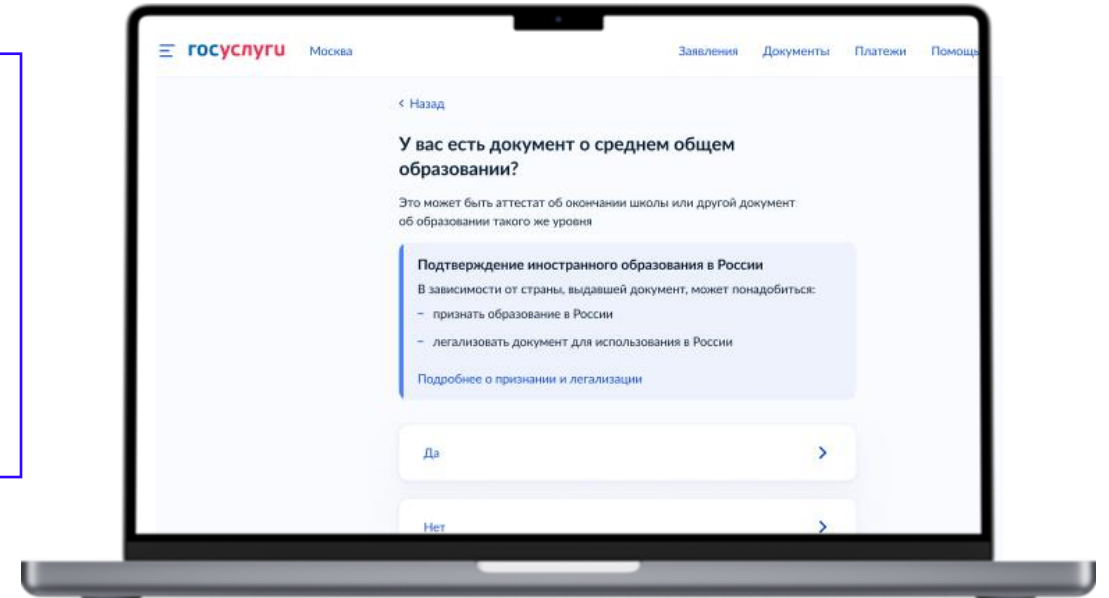 госуслуги Москва Заявления Документы Платежи Помощь
Назад
У вас есть документ о среднем общем
образовании?
Это может быть аттестат об окончании школы или другой документ
об образовании такого же уровня
Подтверждение иностранного образования в России
В зависимости от страны, выдавшей документ, может понадобиться:
– признать образование в России
– легализовать документ для использования в России
Подробнее о признании и легализации
Да
Нет